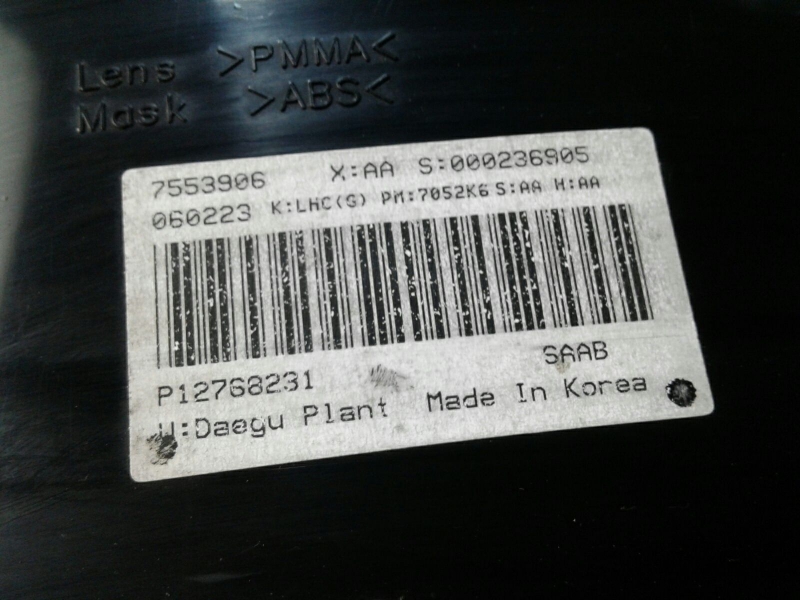 Lens >PMMA<
Mask >ABS<
7553906 X:AA S:000236905
060223 K:LHC(G) PM:7052K6 S:AA H:AA
P12768231 SAAB
W:Daegu Plant Made In Korea